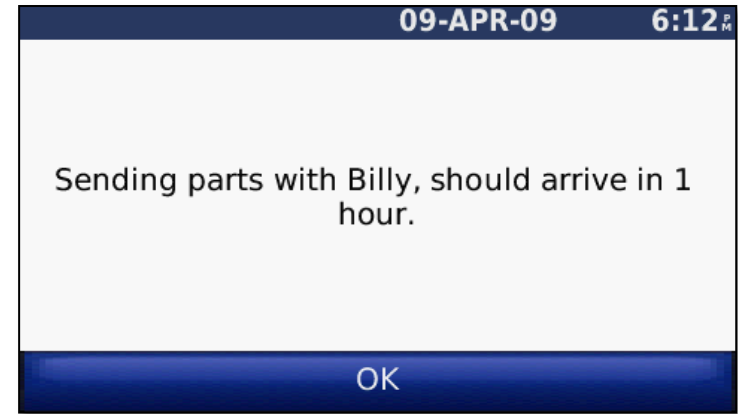 09-APR-09 6:12 PM
Sending parts with Billy, should arrive in 1
hour.
OK